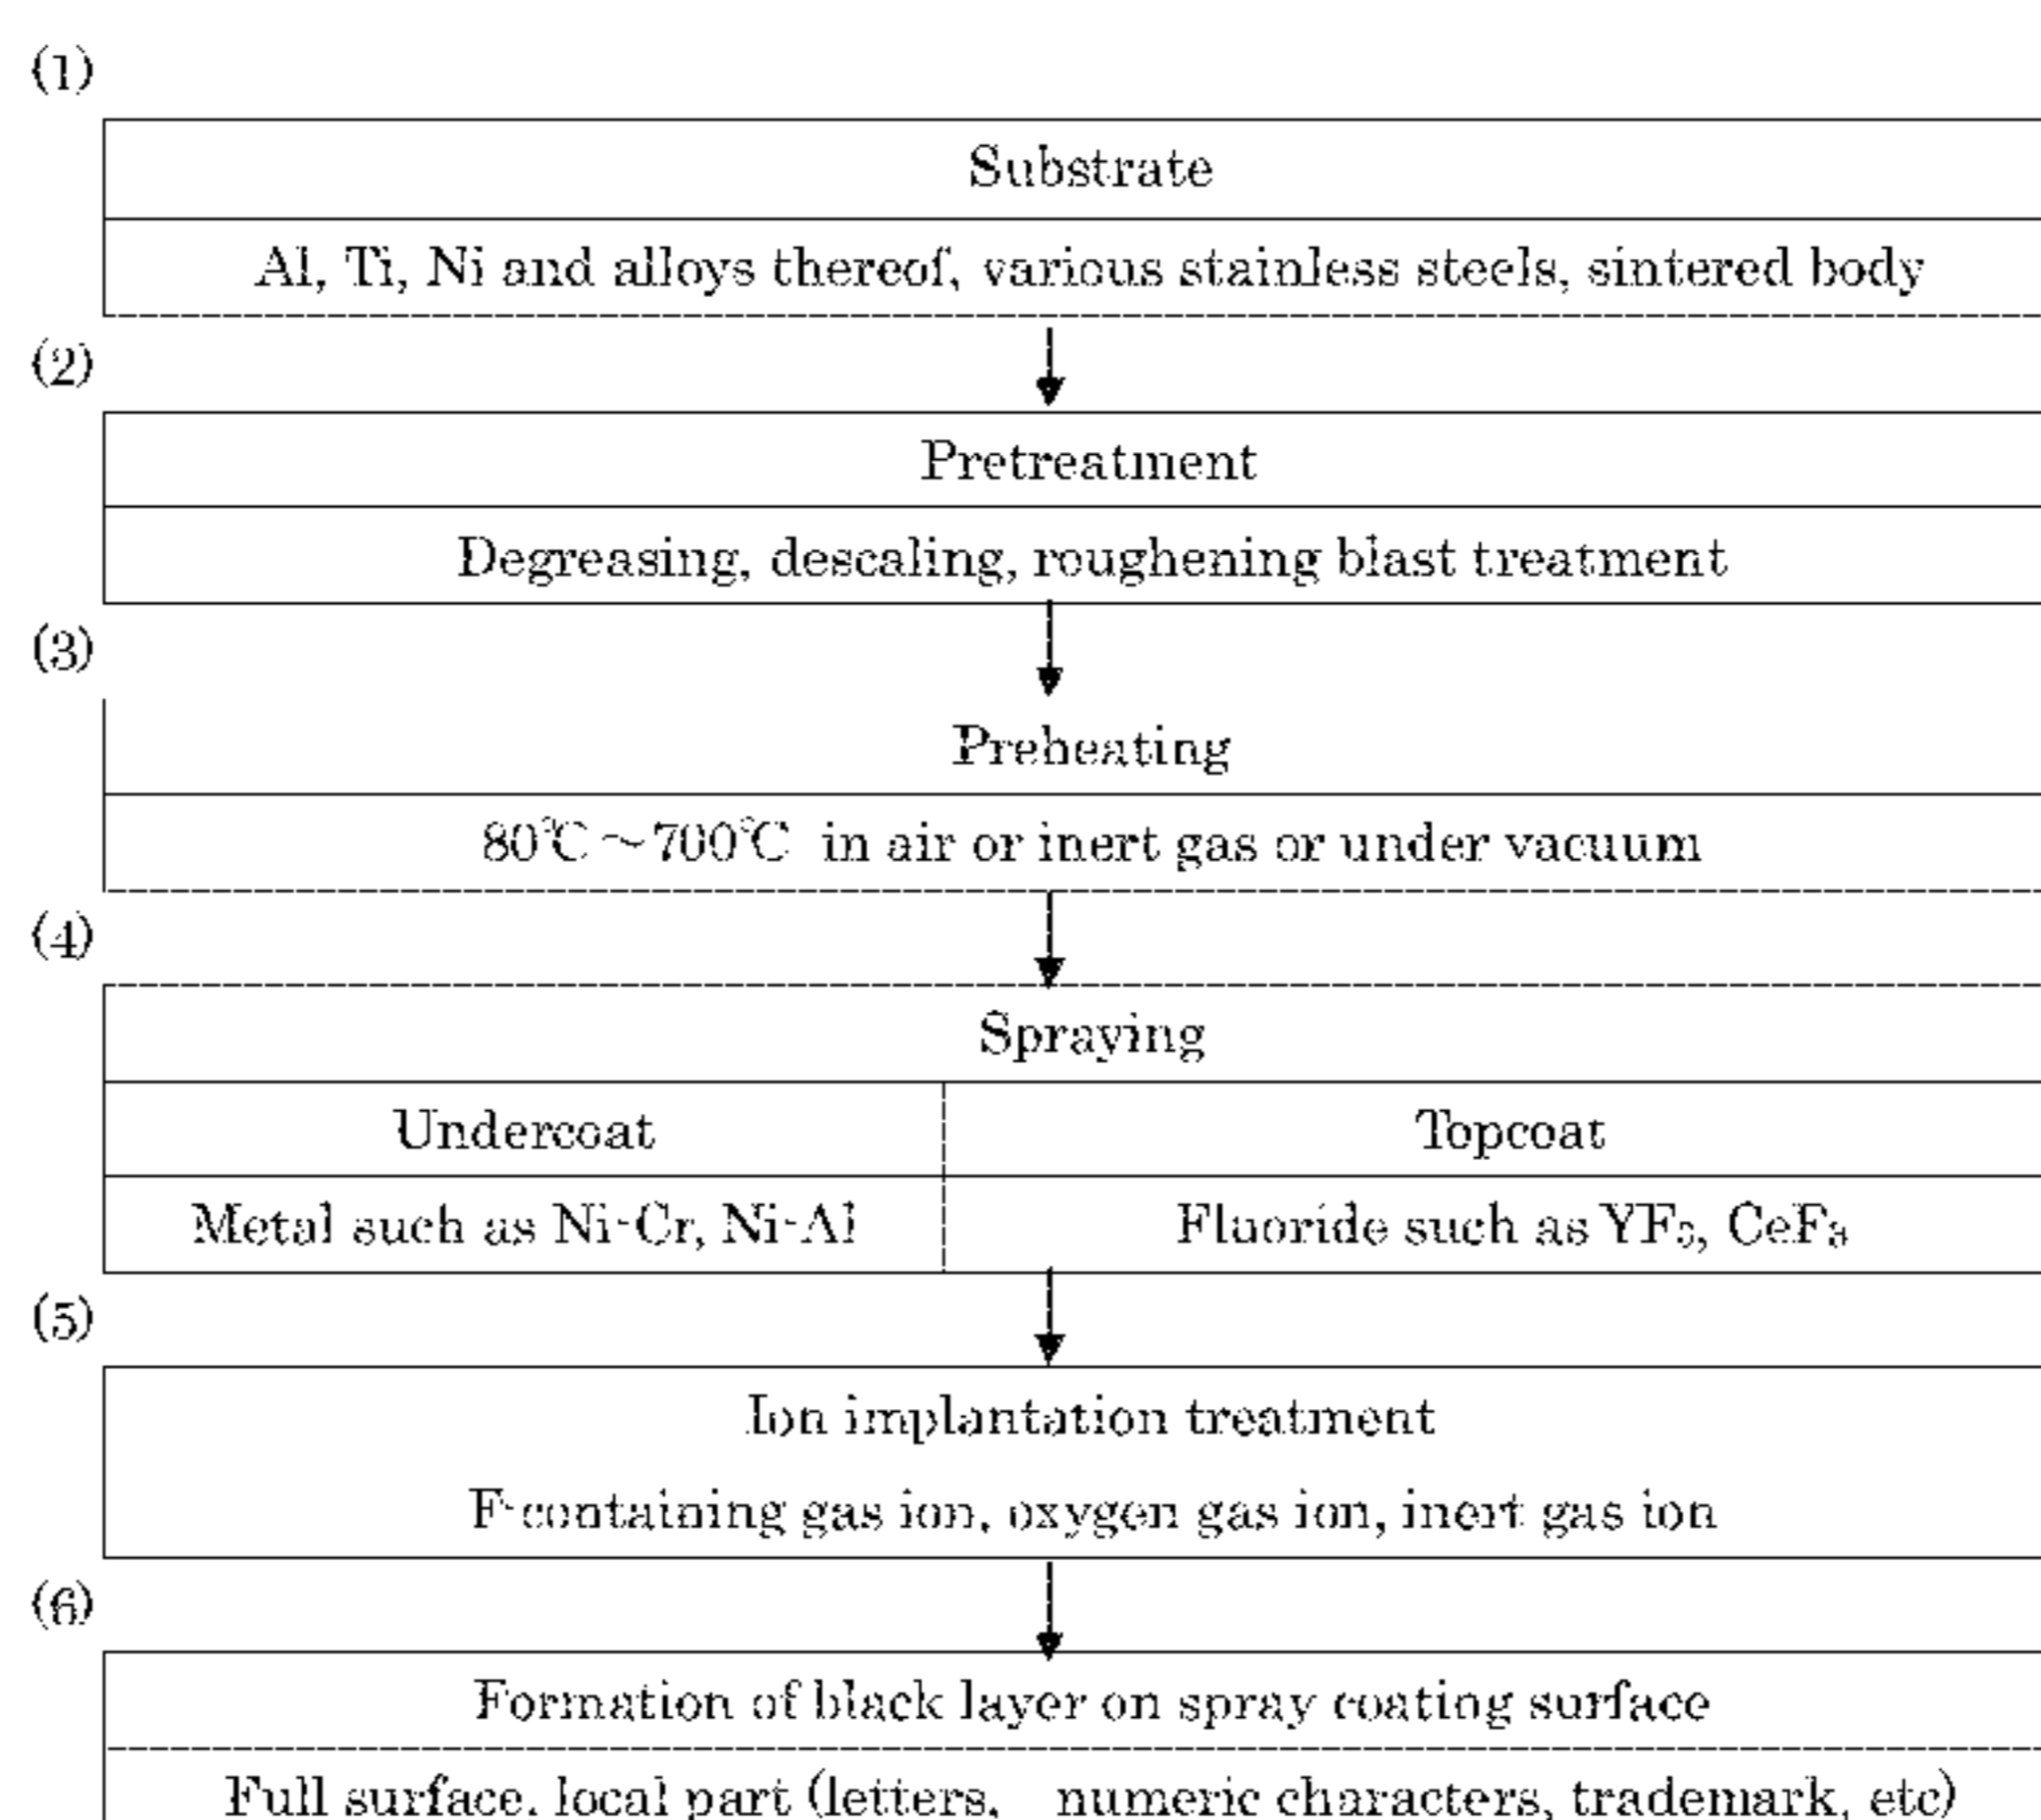 (1)
Substrate
Al, Ti, Ni and alloys thereof, various stainless steels, sintered body
(2)
Pretreatment
Degreasing, descaling, roughening blast treatment
(3)
Preheating
80℃~700℃ in air or inert gas or under vacuum
(4)
Spraying
Undercoat Topcoat
Metal such as Ni-Cr, Ni-Al Fluoride such as YF₃, CeF₃
(5)
Ion implantation treatment
F-containing gas ion, oxygen gas ion, inert gas ion
(6)
Formation of black layer on spray coating surface
Full surface, local part (letters, numeric characters, trademark, etc)